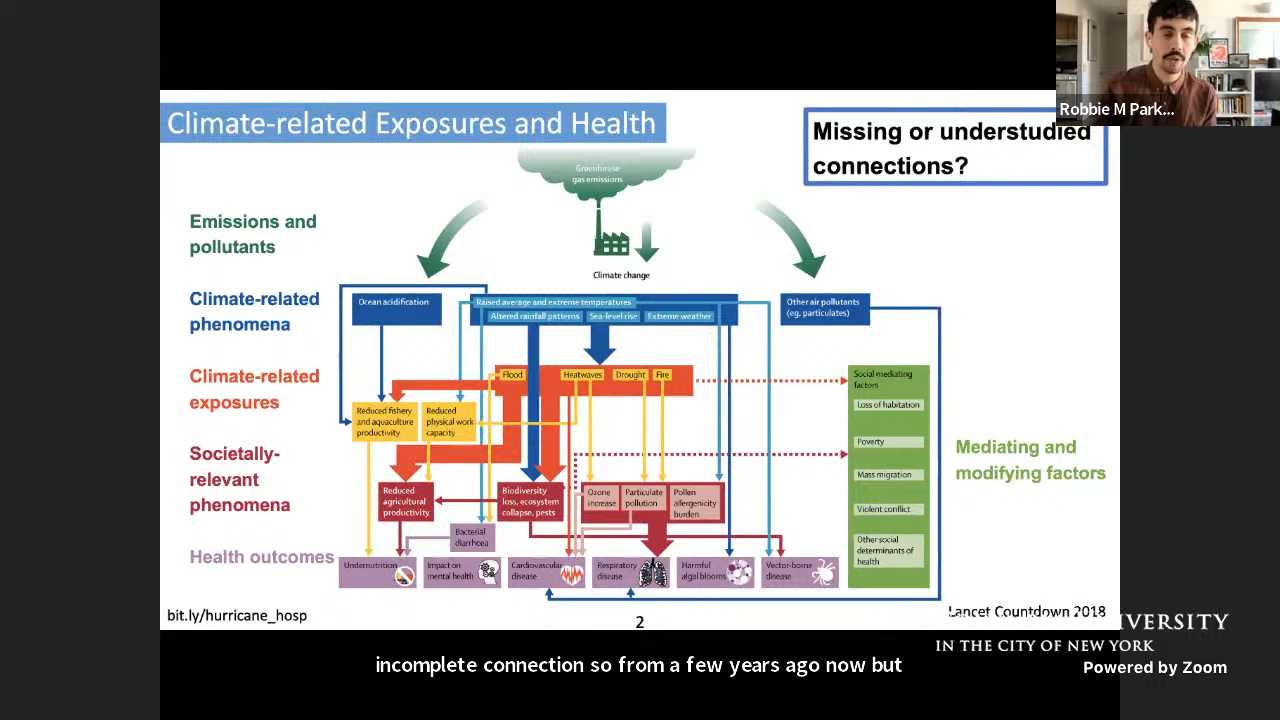 Robbie M Park...
Climate-related Exposures and Health
Missing or understudied
connections?
Greenhouse
gas emissions
Emissions and
pollutants
Climate change
Climate-related
phenomena
Ocean acidification
Raised average and extreme temperatures
Altered rainfall patterns
Sea-level rise
Extreme weather
Other air pollutants
(eg, particulates)
Climate-related
exposures
Flood
Heatwaves
Drought
Fire
Social mediating
factors
Loss of habitation
Poverty
Mass migration
Violent conflict
Other social
determinants of
health
Reduced fishery
and aquaculture
productivity
Reduced
physical work
capacity
Mediating and
modifying factors
Societally-
relevant
phenomena
Reduced
agricultural
productivity
Biodiversity
loss, ecosystem
collapse, pests
Ozone
increase
Particulate
pollution
Pollen
allergenicity
burden
Bacterial
diarrhoea
Health outcomes
Undernutrition
Impact on
mental health
Cardiovascular
disease
Respiratory
disease
Harmful
algal blooms
Vector-borne
disease
bit.ly/hurricane_hosp
2
Lancet Countdown 2018
IVERSITY
IN THE CITY OF NEW YORK
Powered by Zoom
incomplete connection so from a few years ago now but